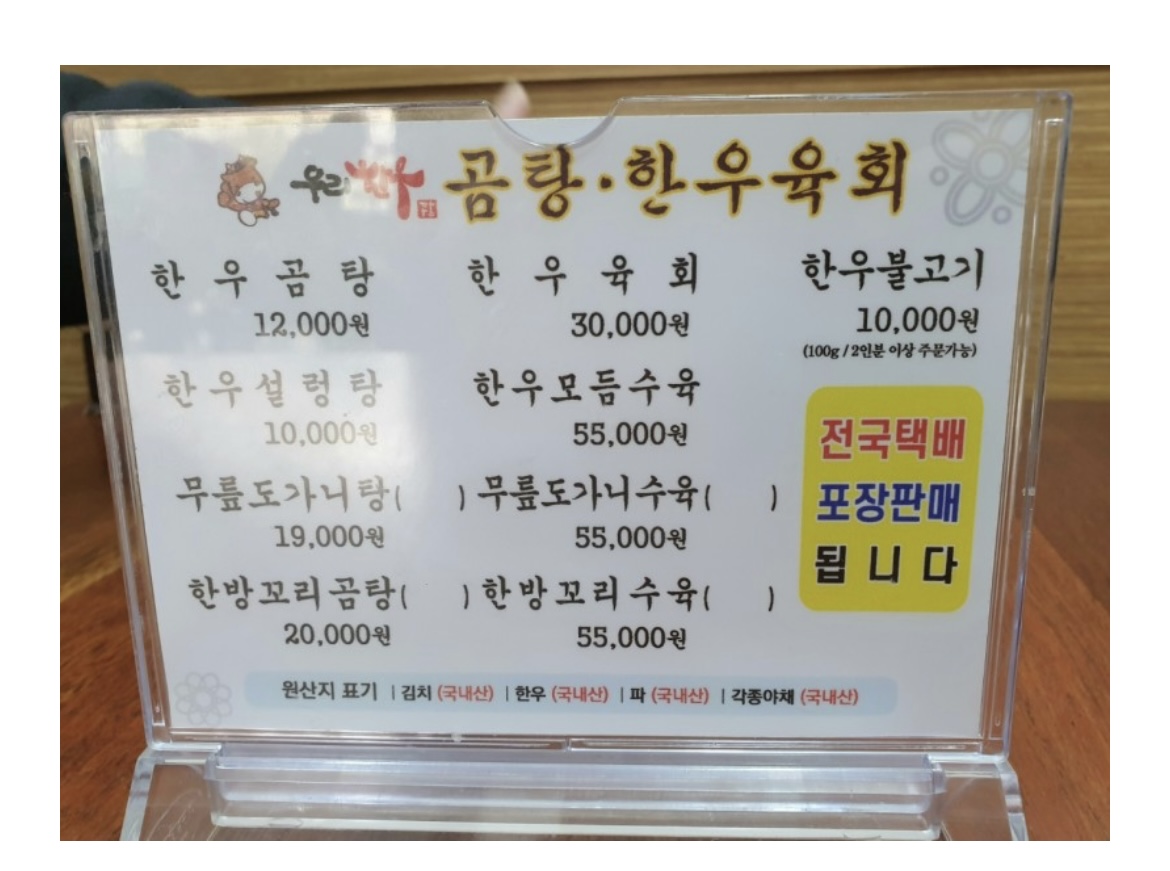 우리한우 곰탕·한우육회
한우곰탕
12,000원
한우설렁탕
10,000원
무릎도가니탕( )
19,000원
한방꼬리곰탕( )
20,000원
한우육회
30,000원
한우모듬수육
55,000원
무릎도가니수육( )
55,000원
한방꼬리수육( )
55,000원
한우불고기
10,000원
(100g / 2인분 이상 주문가능)
전국택배
포장판매
됩니다
원산지 표기 | 김치 (국내산) | 한우 (국내산) | 파 (국내산) | 각종야채 (국내산)